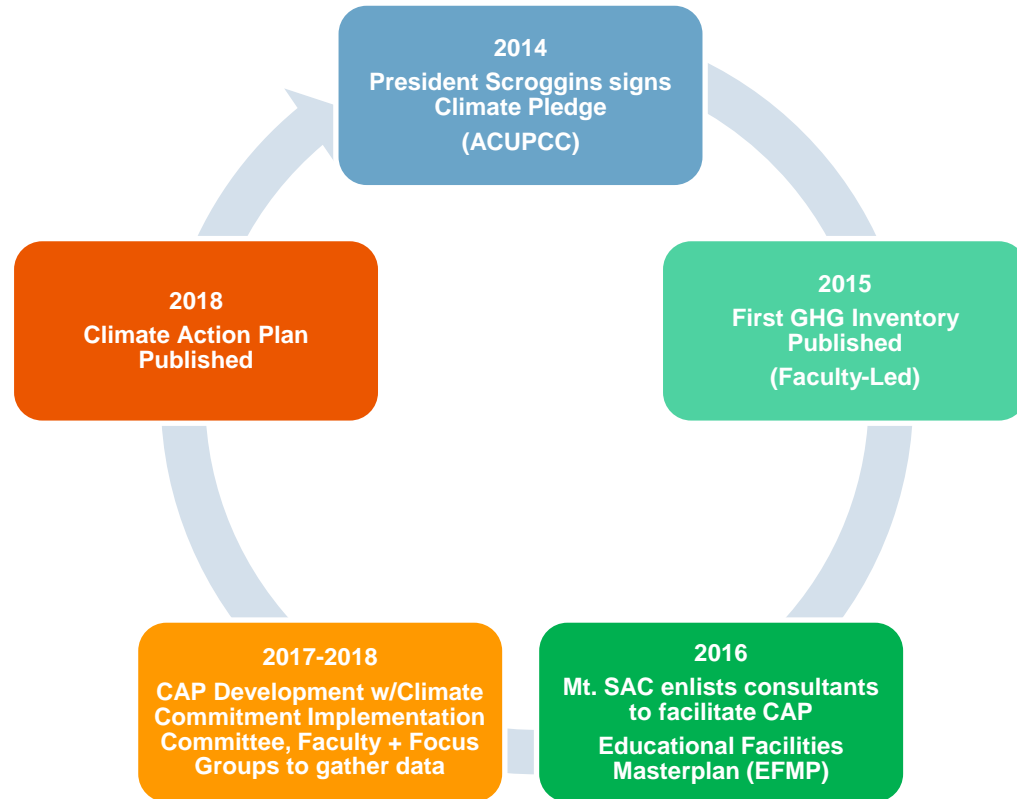 2014
President Scroggins signs
Climate Pledge
(ACUPCC)
2015
First GHG Inventory
Published
(Faculty-Led)
2016
Mt. SAC enlists consultants
to facilitate CAP
Educational Facilities
Masterplan (EFMP)
2017-2018
CAP Development w/Climate
Commitment Implementation
Committee, Faculty + Focus
Groups to gather data
2018
Climate Action Plan
Published